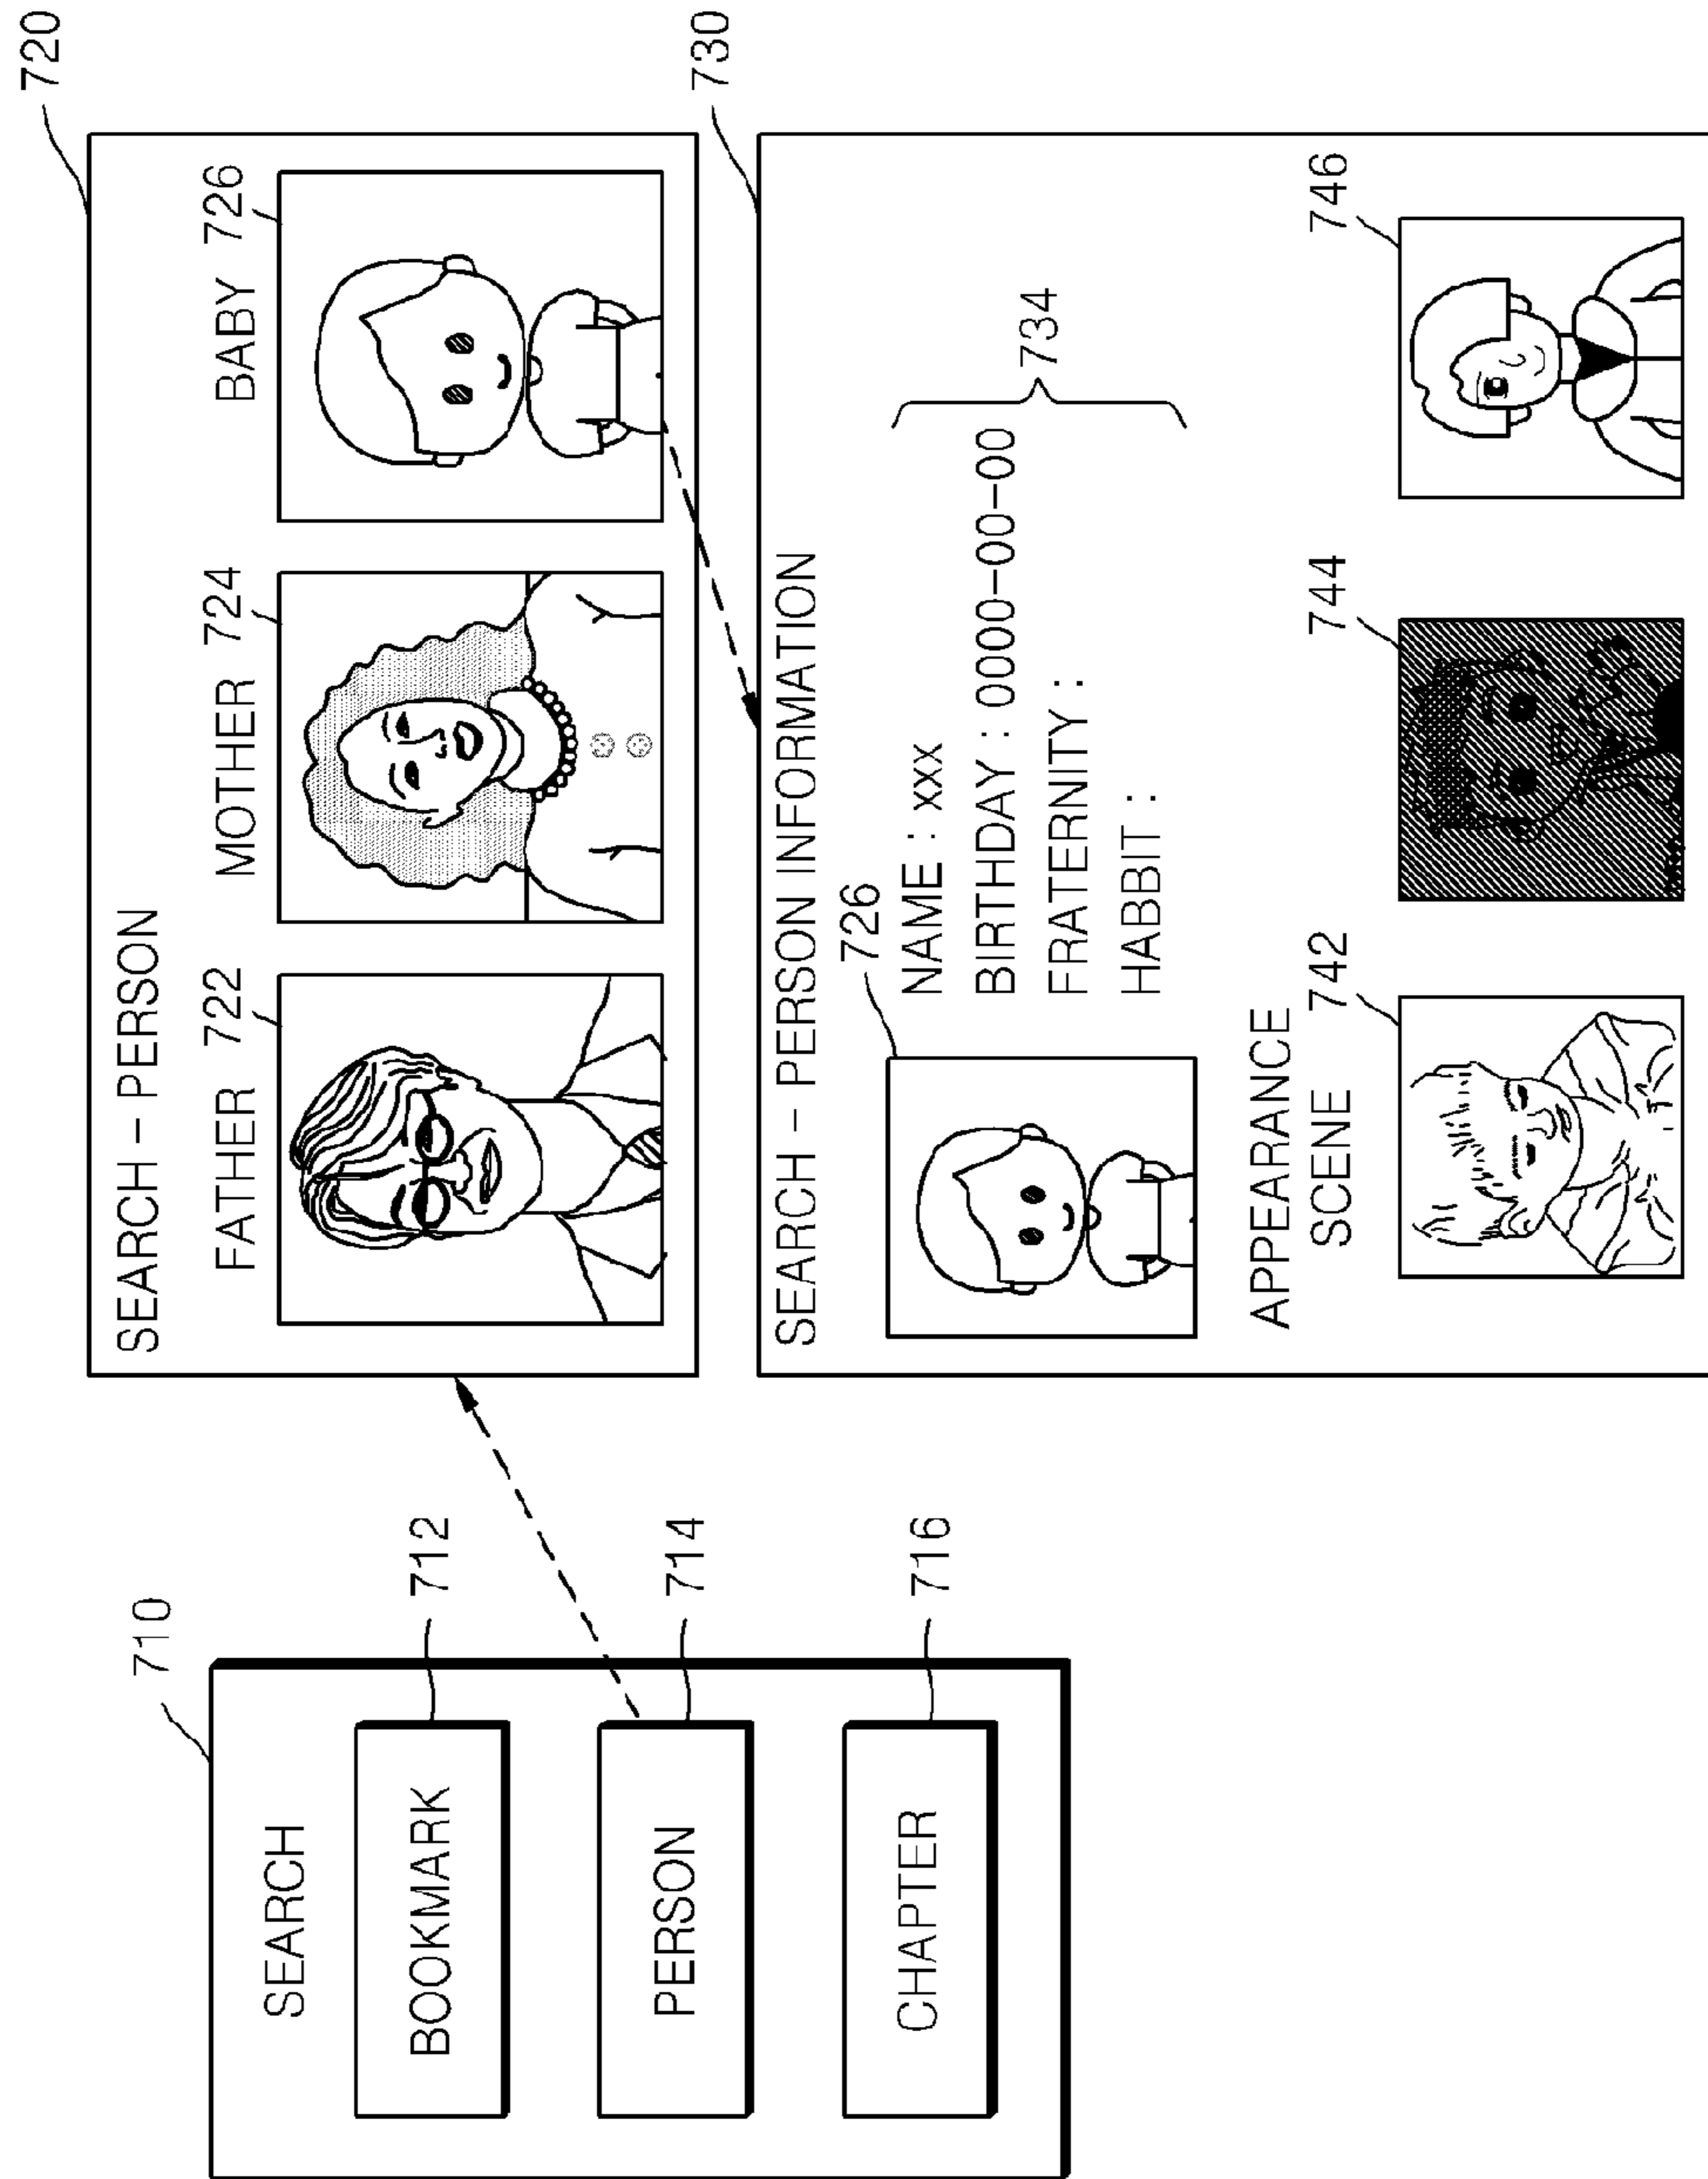 710
SEARCH
BOOKMARK
712
PERSON
714
CHAPTER
716
720
SEARCH – PERSON
FATHER 722
MOTHER 724
BABY 726
730
SEARCH – PERSON INFORMATION
726
NAME : xxx
BIRTHDAY : 0000-00-00
FRATERNITY :
HABBIT :
734
APPEARANCE
SCENE 742
744
746